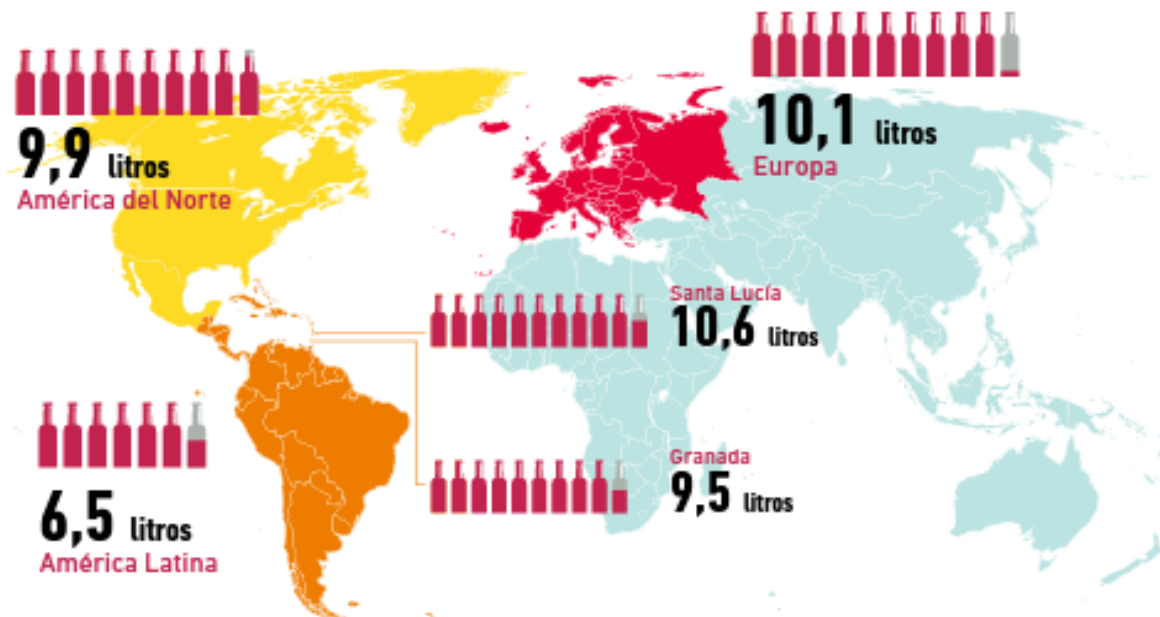 9,9 litros
América del Norte
10,1 litros
Europa
Santa Lucía
10,6 litros
Granada
9,5 litros
6,5 litros
América Latina